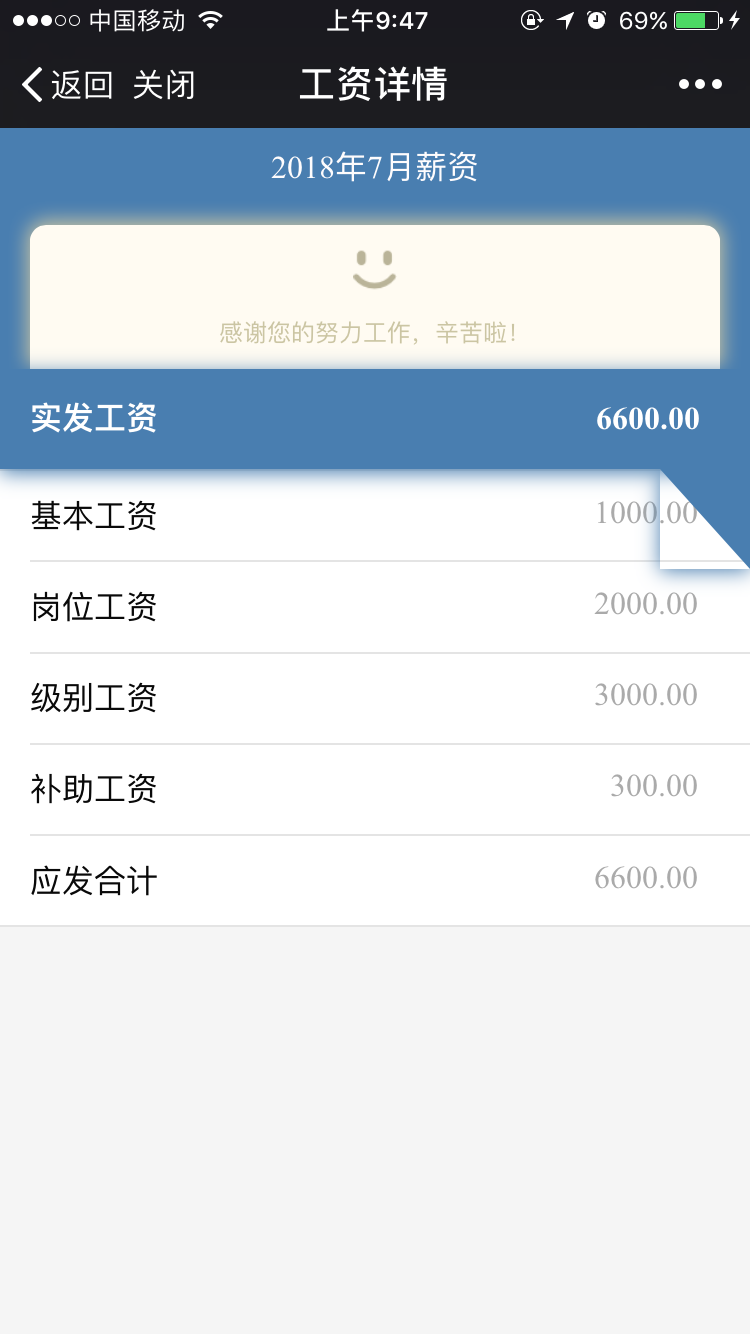 中国移动 上午9:47 69%
返回 关闭 工资详情
2018年7月薪资
感谢您的努力工作，辛苦啦！
实发工资 6600.00
基本工资 1000.00
岗位工资 2000.00
级别工资 3000.00
补助工资 300.00
应发合计 6600.00